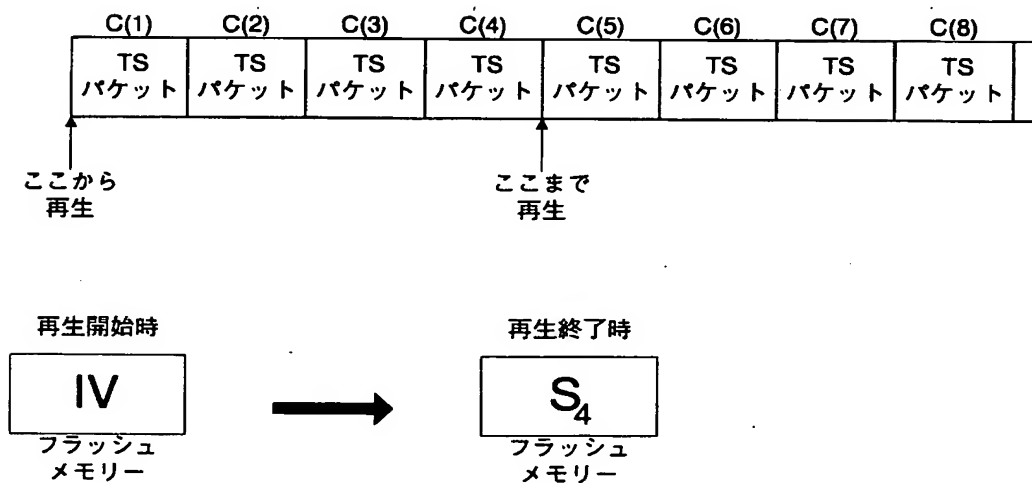 C(1) C(2) C(3) C(4) C(5) C(6) C(7) C(8)
TS TS TS TS TS TS TS TS
パケット パケット パケット パケット パケット パケット パケット パケット
ここから ここまで
再生 再生
再生開始時 再生終了時
IV S4
フラッシュ フラッシュ
メモリー メモリー